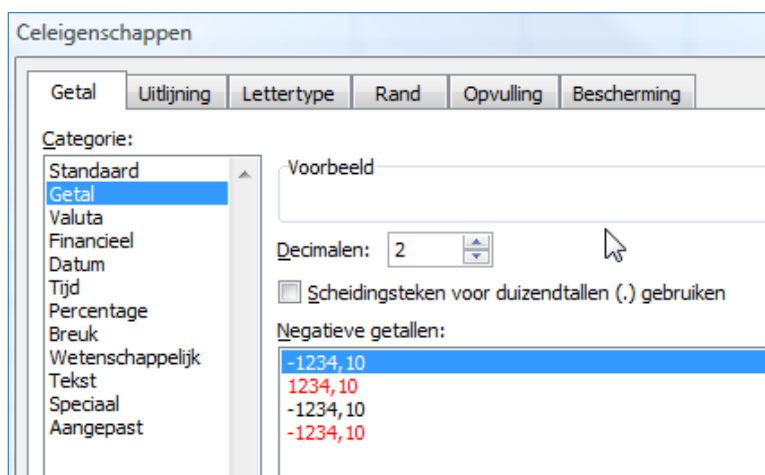 Celeigenschappen
Getal Uitlijning Lettertype Rand Opvulling Bescherming
Categorie:
Standaard
Getal
Valuta
Financieel
Datum
Tijd
Percentage
Breuk
Wetenschappelijk
Tekst
Speciaal
Aangepast
Voorbeeld
Decimalen: 2
Scheidingsteken voor duizendtallen (.) gebruiken
Negatieve getallen:
-1234,10
1234,10
-1234,10
-1234,10